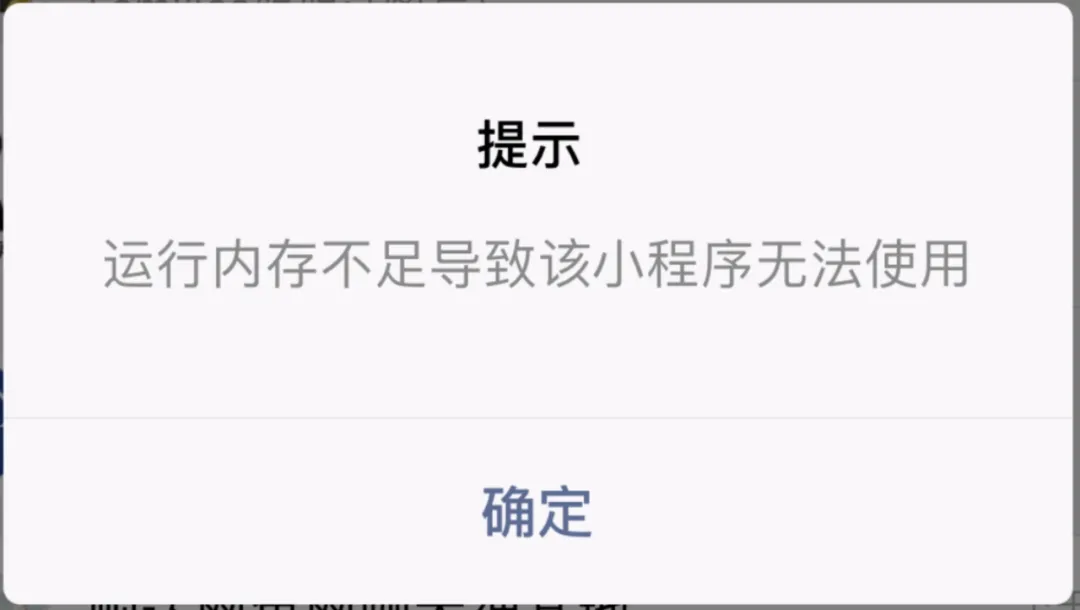 提示
运行内存不足导致该小程序无法使用
确定